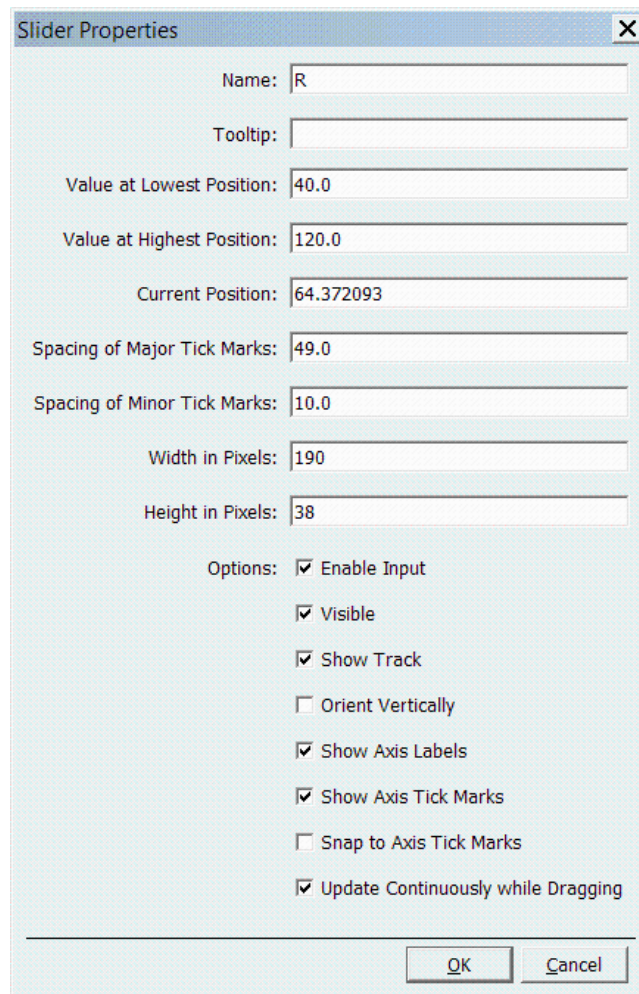 Slider Properties
Name: R
Tooltip:
Value at Lowest Position: 40.0
Value at Highest Position: 120.0
Current Position: 64.372093
Spacing of Major Tick Marks: 49.0
Spacing of Minor Tick Marks: 10.0
Width in Pixels: 190
Height in Pixels: 38
Options: Enable Input
Visible
Show Track
Orient Vertically
Show Axis Labels
Show Axis Tick Marks
Snap to Axis Tick Marks
Update Continuously while Dragging
OK Cancel